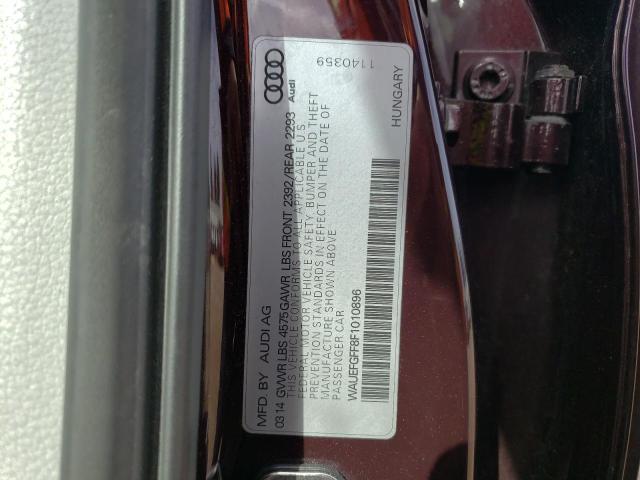 MFD. BY AUDI AG
Audi
03 14 GVWR LBS 4575 GAWR LBS FRONT 2392/REAR 2293
THIS VEHICLE CONFORMS TO ALL APPLICABLE U.S.
FEDERAL MOTOR VEHICLE SAFETY, BUMPER AND THEFT
PREVENTION STANDARDS IN EFFECT ON THE DATE OF
MANUFACTURE SHOWN ABOVE
PASSENGER CAR
1140359
WAUEFGFF8F1010896
HUNGARY